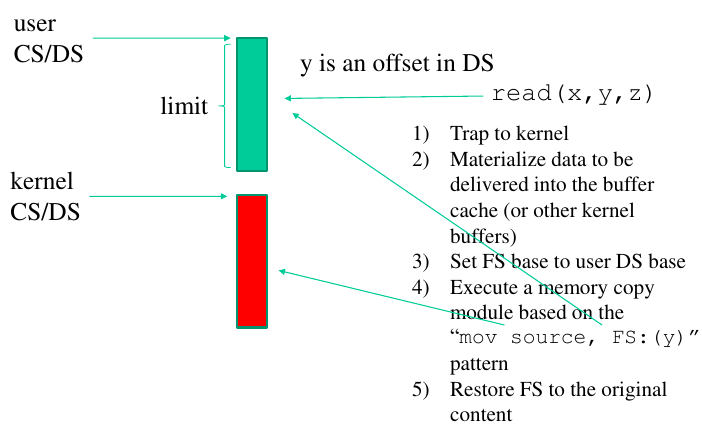 user
CS/DS
y is an offset in DS
read(x,y,z)
limit
1) Trap to kernel
2) Materialize data to be
delivered into the buffer
cache (or other kernel
buffers)
3) Set FS base to user DS base
4) Execute a memory copy
module based on the
“mov source, FS:(y)”
pattern
5) Restore FS to the original
content
kernel
CS/DS